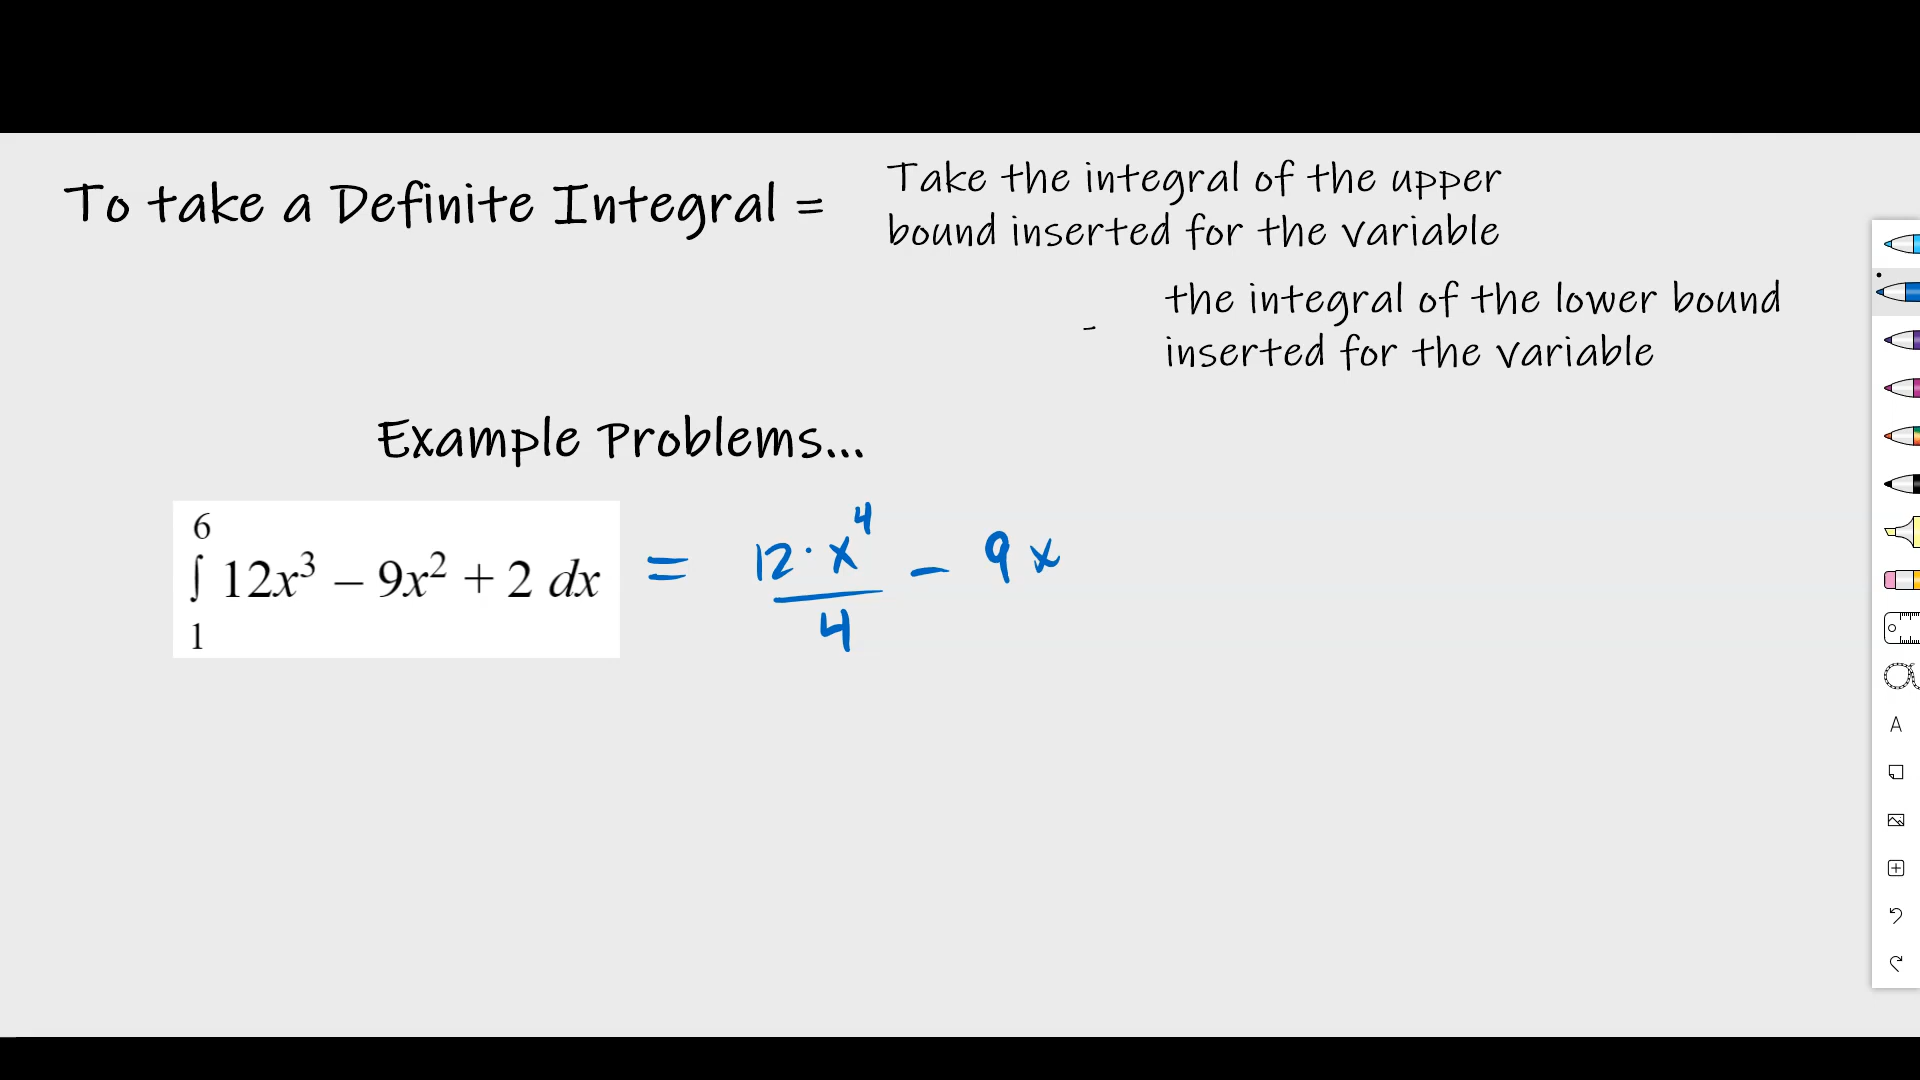 To take a Definite Integral =
Take the integral of the upper
bound inserted for the variable
-
the integral of the lower bound
inserted for the variable
Example Problems...
6
∫ 12x³ – 9x² + 2 dx = 12 · x⁴ – 9x
1
4
A